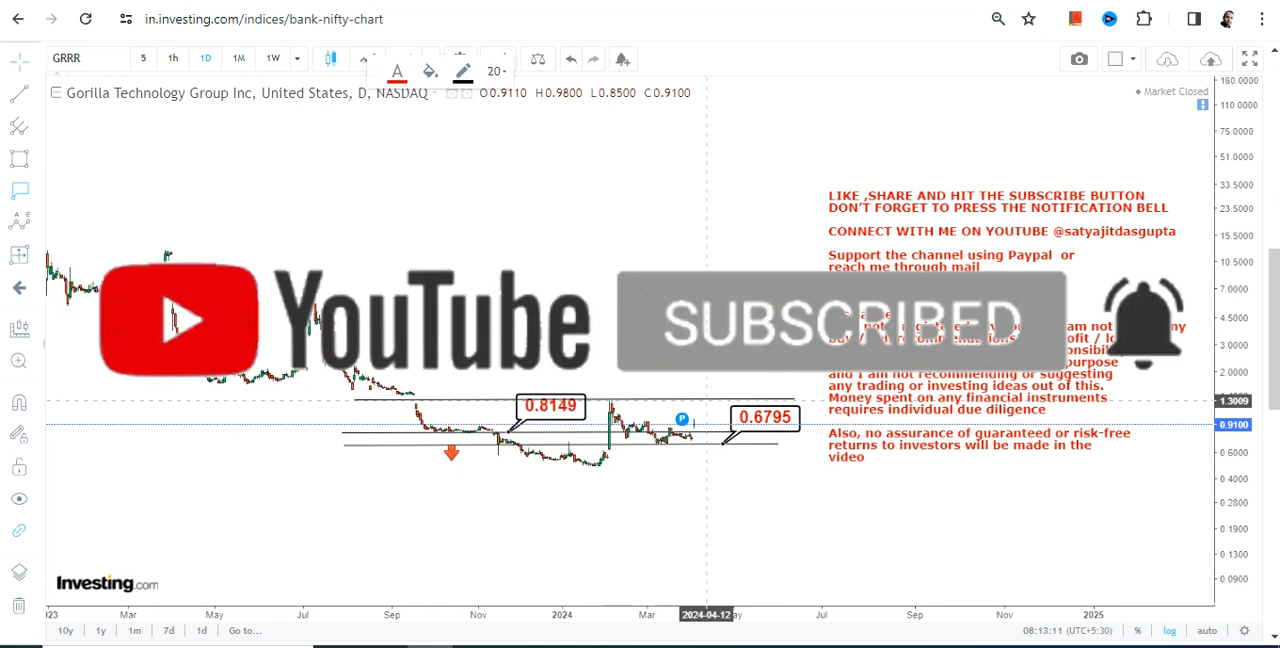 in.investing.com/indices/bank-nifty-chart
GRRR 5 1h 1D 1M 1W
A 20
Gorilla Technology Group Inc, United States, D, NASDAQ O0.9110 H0.9800 L0.8500 C0.9100
Market Closed
160.0000
110.0000
75.0000
51.0000
33.5000
23.5000
15.5000
10.5000
7.0000
4.5000
3.0000
2.0000
1.3009
0.9100
0.6000
0.4000
0.2800
0.1900
0.1300
0.0900
LIKE ,SHARE AND HIT THE SUBSCRIBE BUTTON
DON'T FORGET TO PRESS THE NOTIFICATION BELL
CONNECT WITH ME ON YOUTUBE @satyajitdasgupta
Support the channel using Paypal or
reach me through mail
YouTube SUBSCRIBED
purpose
and I am not recommending or suggesting
any trading or investing ideas out of this.
Money spent on any financial instruments
requires individual due diligence
Also, no assurance of guaranteed or risk-free
returns to investors will be made in the
video
0.8149
P
0.6795
Investing.com
Mar May Jul Sep Nov 2024 Mar 2024-04-12 Jul Sep Nov 2025
10y 1y 1m 7d 1d Go to... 08:13:11 (UTC+5:30) % log auto